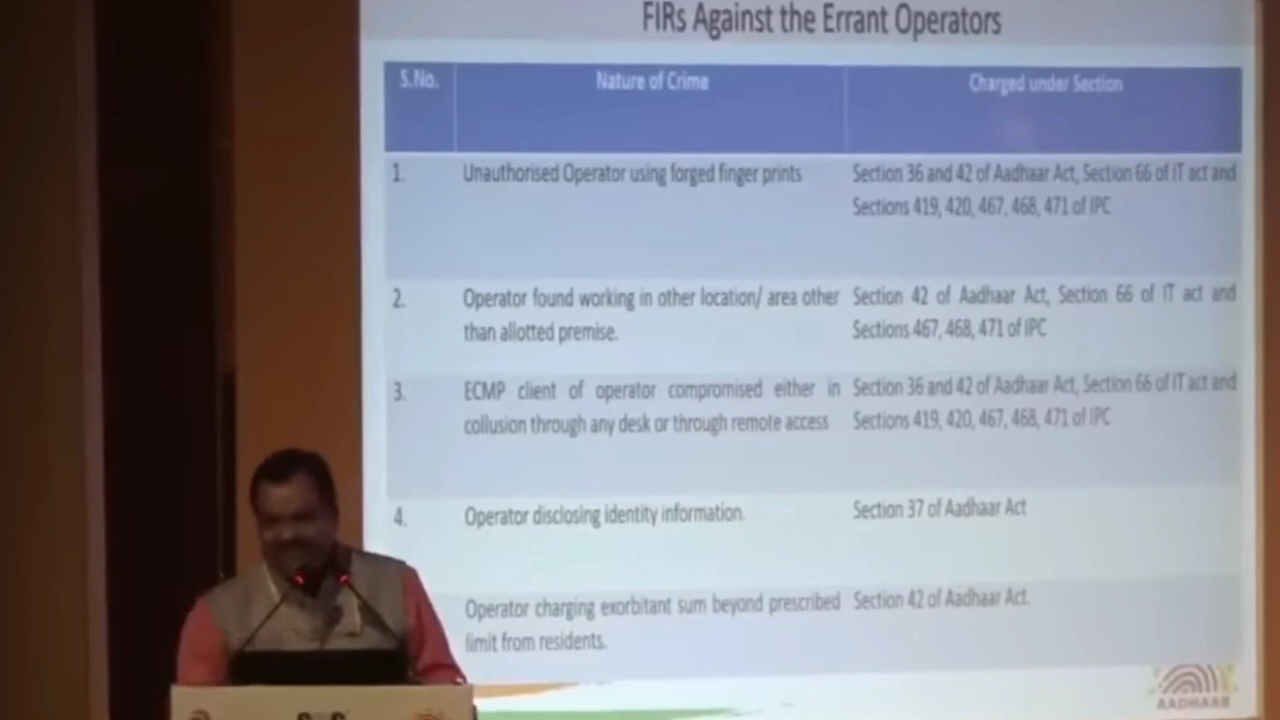 FIRs Against the Errant Operators
S.No. Nature of Crime Charged under Section
1. Unauthorised Operator using forged finger prints Section 36 and 42 of Aadhaar Act, Section 66 of IT act and
Sections 419, 420, 467, 468, 471 of IPC
2. Operator found working in other location/ area other Section 42 of Aadhaar Act, Section 66 of IT act and
than allotted premise. Sections 467, 468, 471 of IPC
3. ECMP client of operator compromised either in Section 36 and 42 of Aadhaar Act, Section 66 of IT act and
collusion through any desk or through remote access Sections 419, 420, 467, 468, 471 of IPC
4. Operator disclosing identity information. Section 37 of Aadhaar Act
Operator charging exorbitant sum beyond prescribed Section 42 of Aadhaar Act.
limit from residents.
AADHAAR